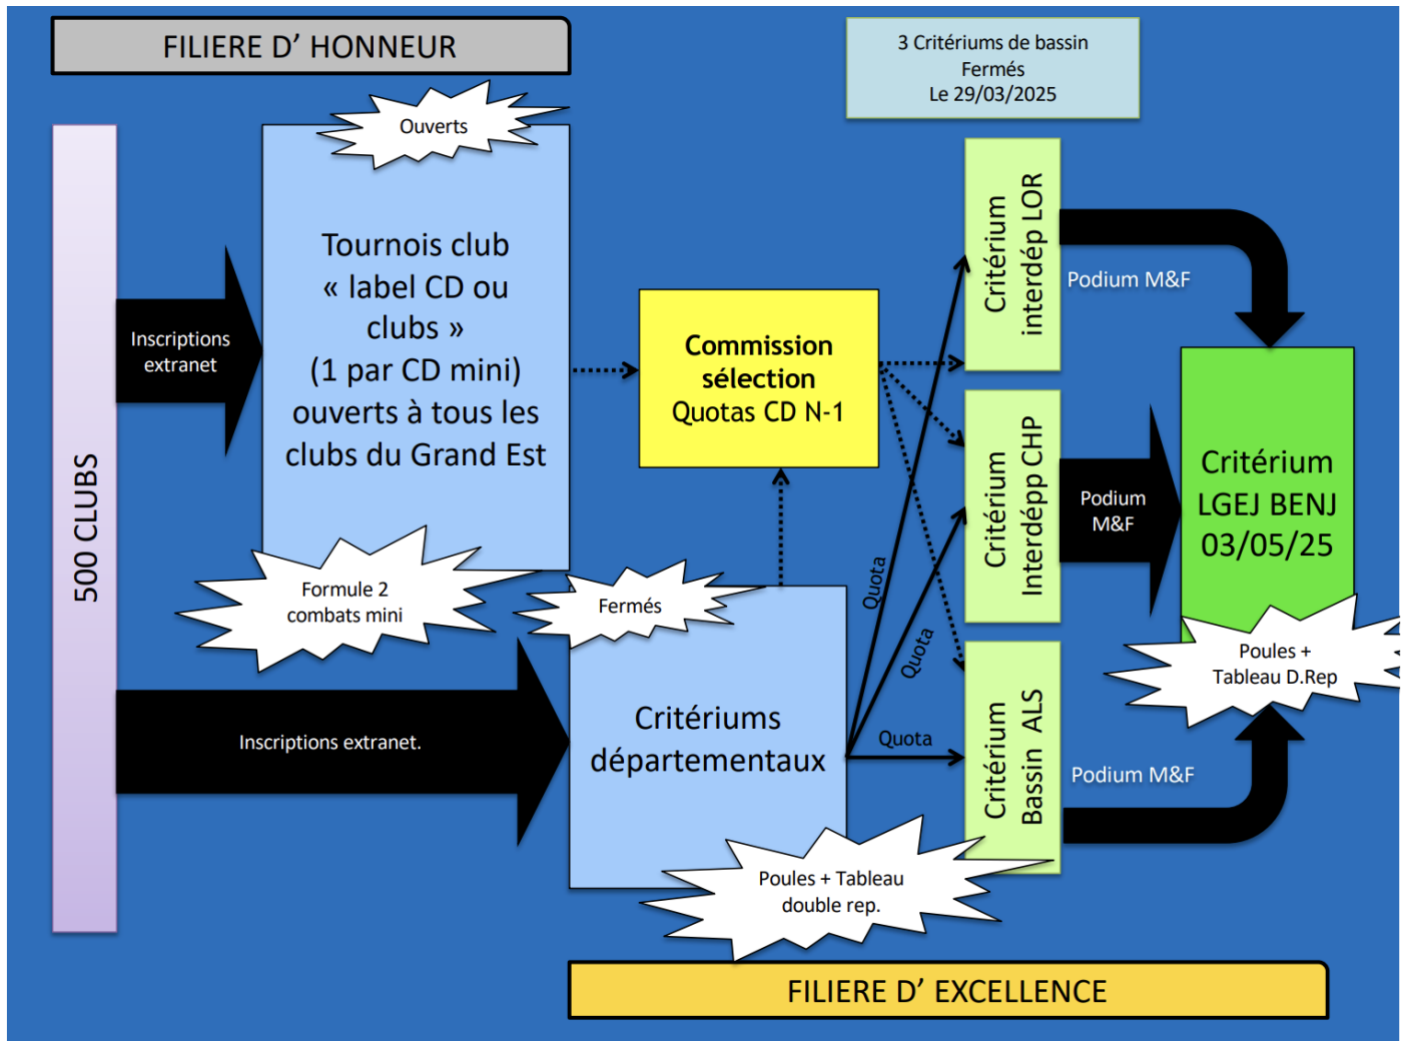 FILIERE D’ HONNEUR
3 Critériums de bassin
Fermés
Le 29/03/2025
Ouverts
500 CLUBS
Inscriptions
extranet
Tournois club
« label CD ou
clubs »
(1 par CD mini)
ouverts à tous les
clubs du Grand Est
Formule 2
combats mini
Commission
sélection
Quotas CD N-1
Fermés
Inscriptions extranet.
Critériums
départementaux
Poules + Tableau
double rep.
Quota
Quota
Quota
Critérium
interdép LOR
Critérium
Interdépp CHP
Critérium
Bassin ALS
Podium M&F
Podium
M&F
Podium M&F
Critérium
LGEJ BENJ
03/05/25
Poules +
Tableau D.Rep
FILIERE D’ EXCELLENCE